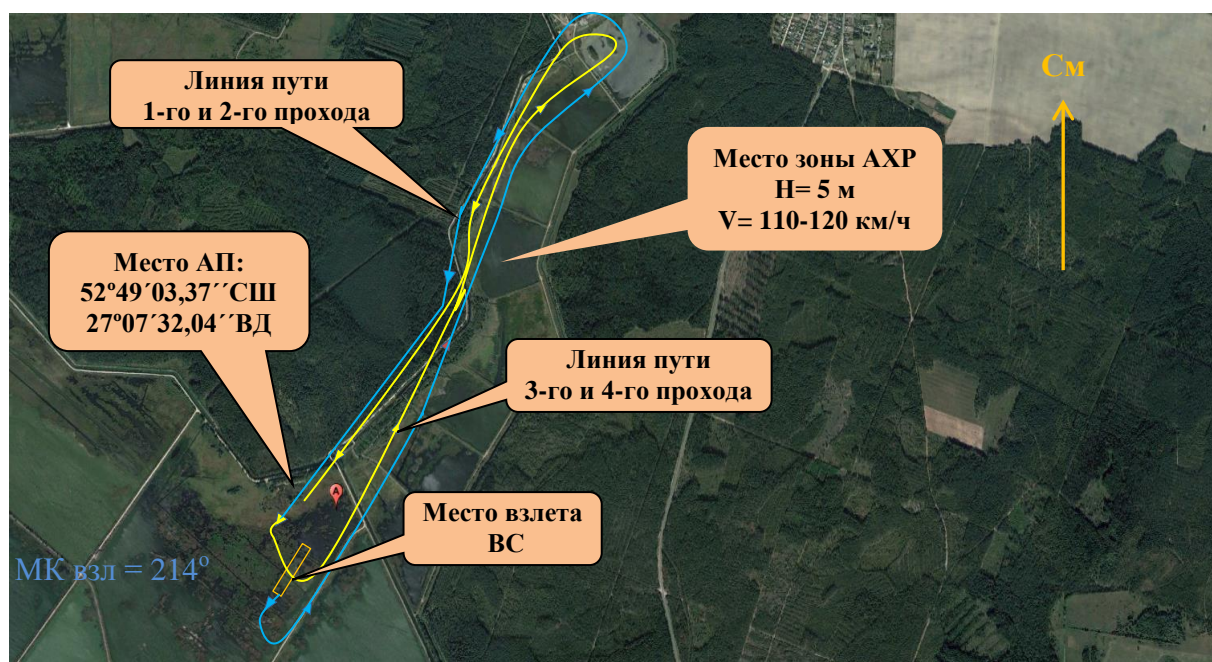 Линия пути
1-го и 2-го прохода
См
Место зоны АХР
Н= 5 м
V= 110-120 км/ч
Место АП:
52º49´03,37´´СШ
27º07´32,04´´ВД
Линия пути
3-го и 4-го прохода
A
Место взлета
ВС
МК взл = 214º